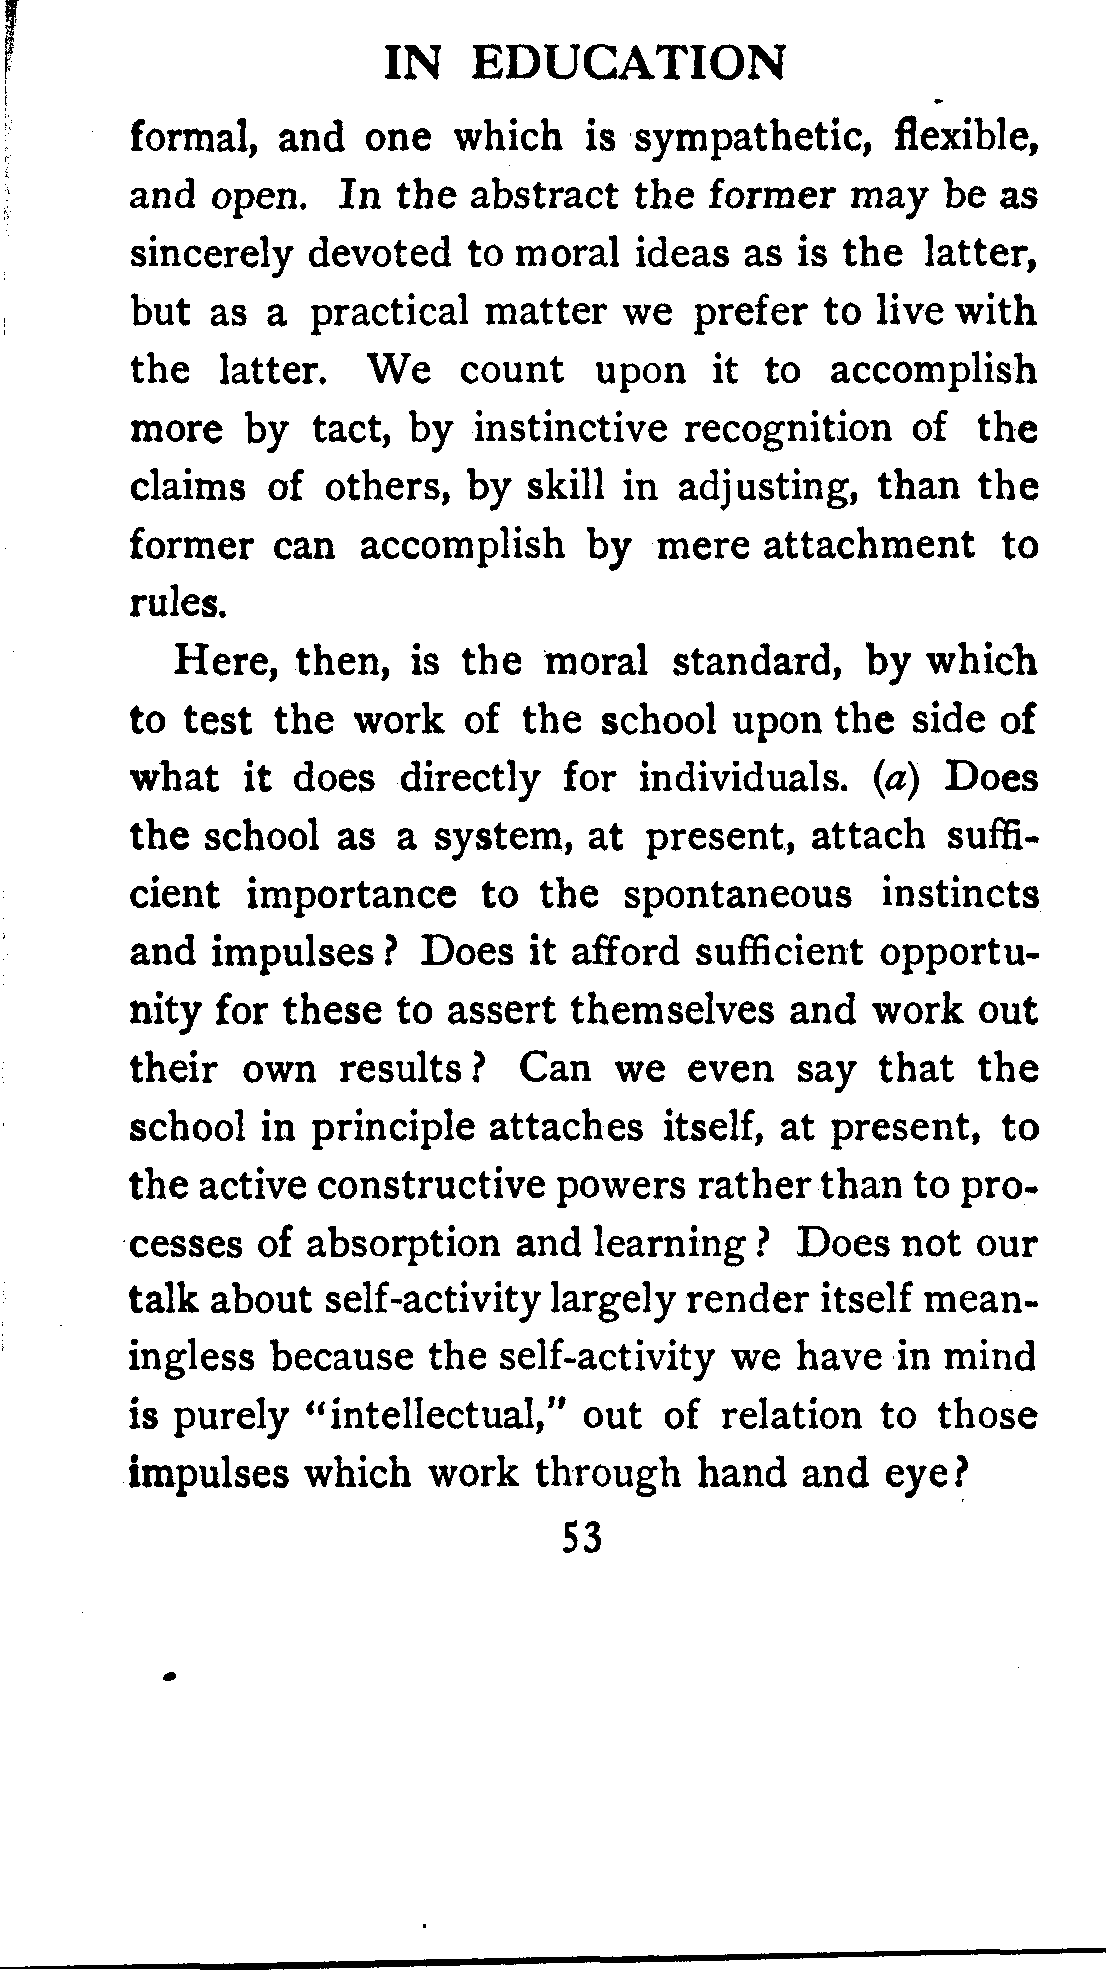 IN EDUCATION
formal, and one which is sympathetic, flexible,
and open. In the abstract the former may be as
sincerely devoted to moral ideas as is the latter,
but as a practical matter we prefer to live with
the latter. We count upon it to accomplish
more by tact, by instinctive recognition of the
claims of others, by skill in adjusting, than the
former can accomplish by mere attachment to
rules.
Here, then, is the moral standard, by which
to test the work of the school upon the side of
what it does directly for individuals. (a) Does
the school as a system, at present, attach suffi-
cient importance to the spontaneous instincts
and impulses? Does it afford sufficient opportu-
nity for these to assert themselves and work out
their own results? Can we even say that the
school in principle attaches itself, at present, to
the active constructive powers rather than to pro-
cesses of absorption and learning? Does not our
talk about self-activity largely render itself mean-
ingless because the self-activity we have in mind
is purely "intellectual," out of relation to those
impulses which work through hand and eye?
53